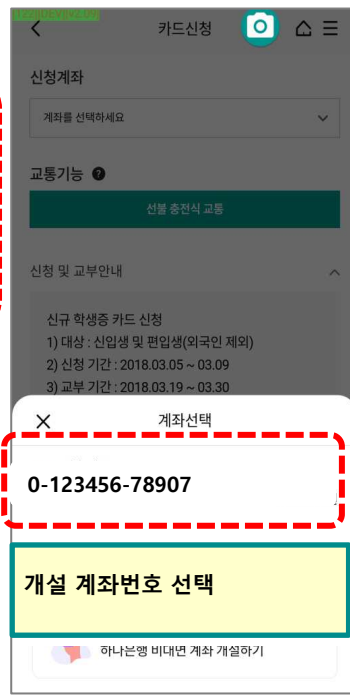 카드신청
신청계좌
계좌를 선택하세요
교통기능 ?
선불 충전식 교통
신청 및 교부안내
신규 학생증 카드 신청
1) 대상 : 신입생 및 편입생(외국인 제외)
2) 신청 기간 : 2018.03.05 ~ 03.09
3) 교부 기간 : 2018.03.19 ~ 03.30
계좌선택
0-123456-78907
개설 계좌번호 선택
하나은행 비대면 계좌 개설하기